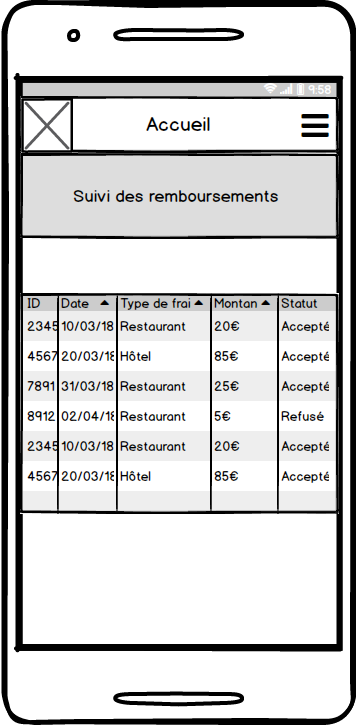 9:58
Accueil
Suivi des remboursements
ID Date Type de frai Montan Statut
2345 10/03/18 Restaurant 20€ Accepté
4567 20/03/18 Hôtel 85€ Accepté
7891 31/03/18 Restaurant 25€ Accepté
8912 02/04/18 Restaurant 5€ Refusé
2345 10/03/18 Restaurant 20€ Accepté
4567 20/03/18 Hôtel 85€ Accepté